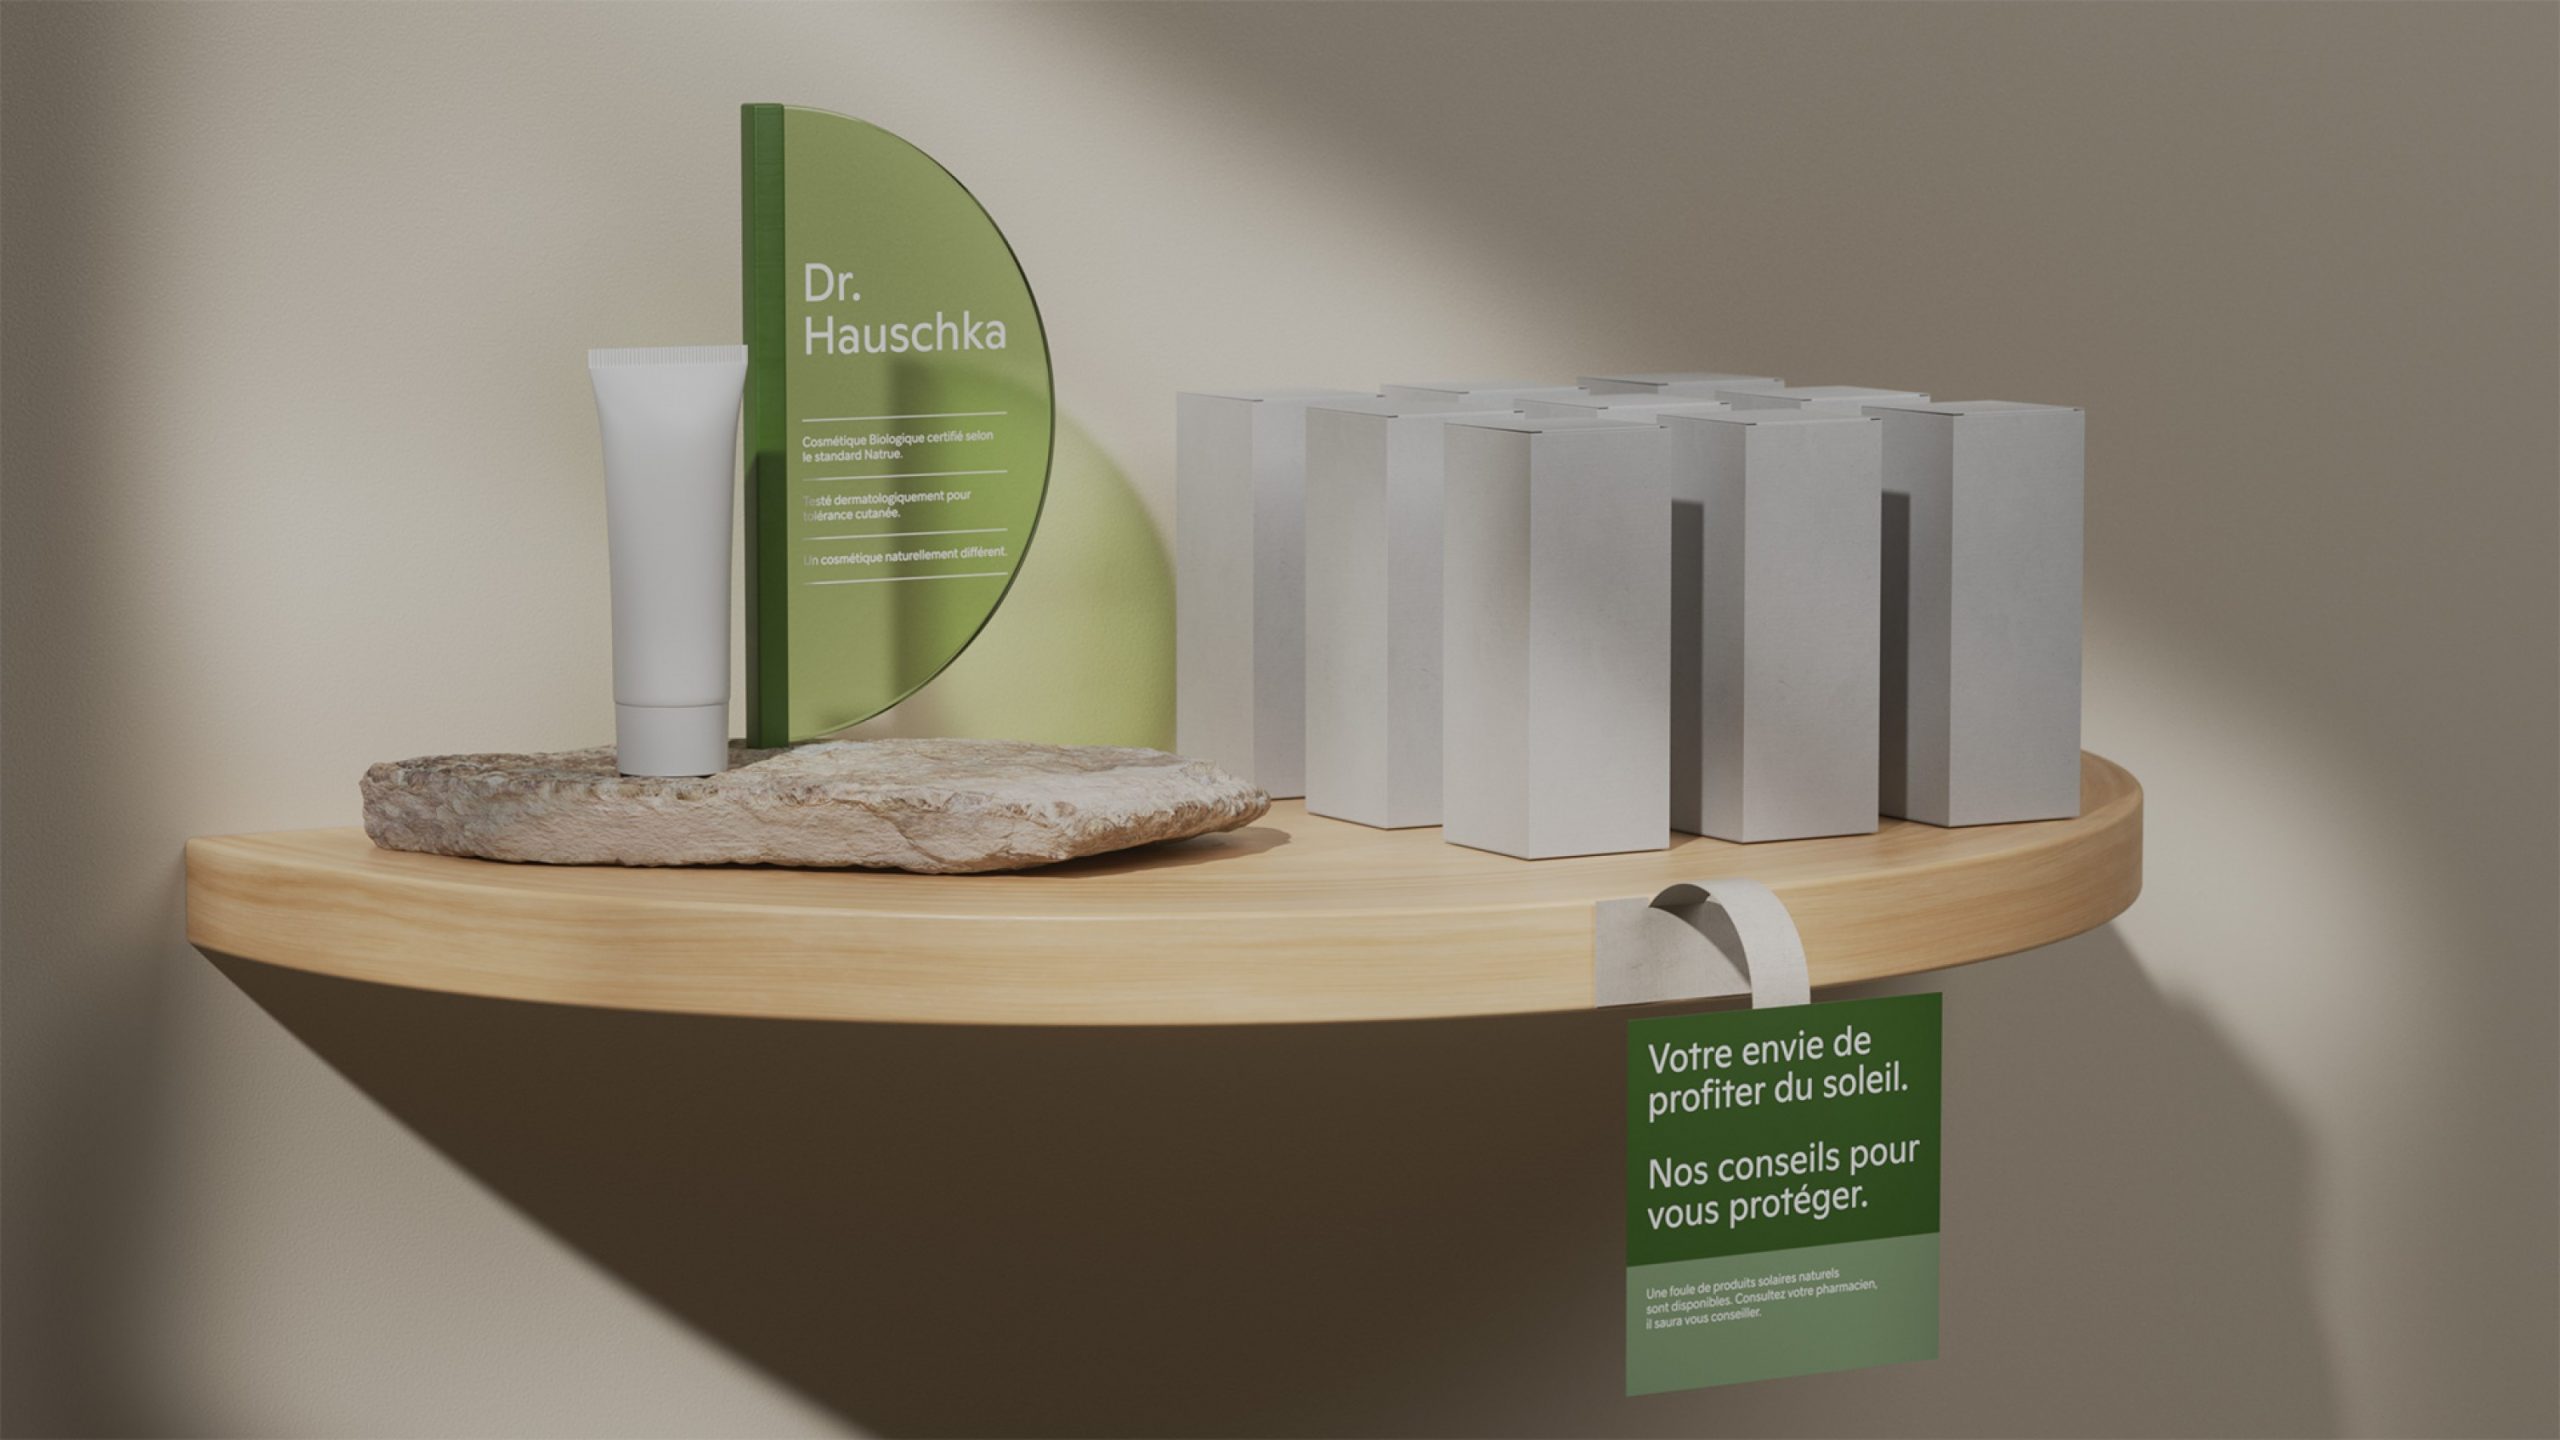 Dr.
Hauschka
Cosmétique Biologique certifié selon
le standard Natrue.
Testé dermatologiquement pour
tolérance cutanée.
Un cosmétique naturellement différent.
Votre envie de
profiter du soleil.
Nos conseils pour
vous protéger.
Une foule de produits solaires naturels
sont disponibles. Consultez votre pharmacien,
il saura vous conseiller.